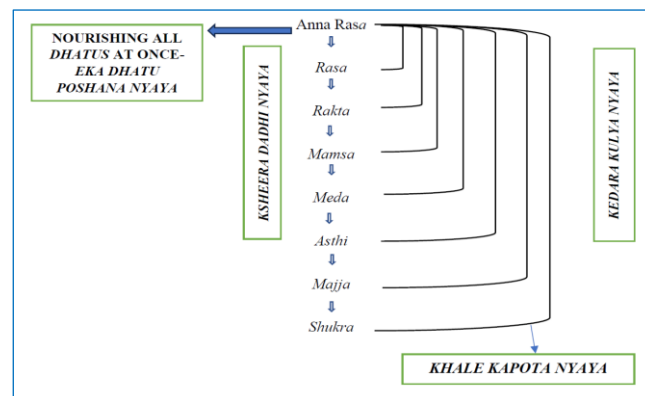 NOURISHING ALL
DHATUS AT ONCE-
EKA DHATU
POSHANA NYAYA
Anna Rasa
Rasa
Rakta
Mamsa
Meda
Asthi
Majja
Shukra
KSHEERA DADHI NYAYA
KEDARA KULYA NYAYA
KHALE KAPOTA NYAYA